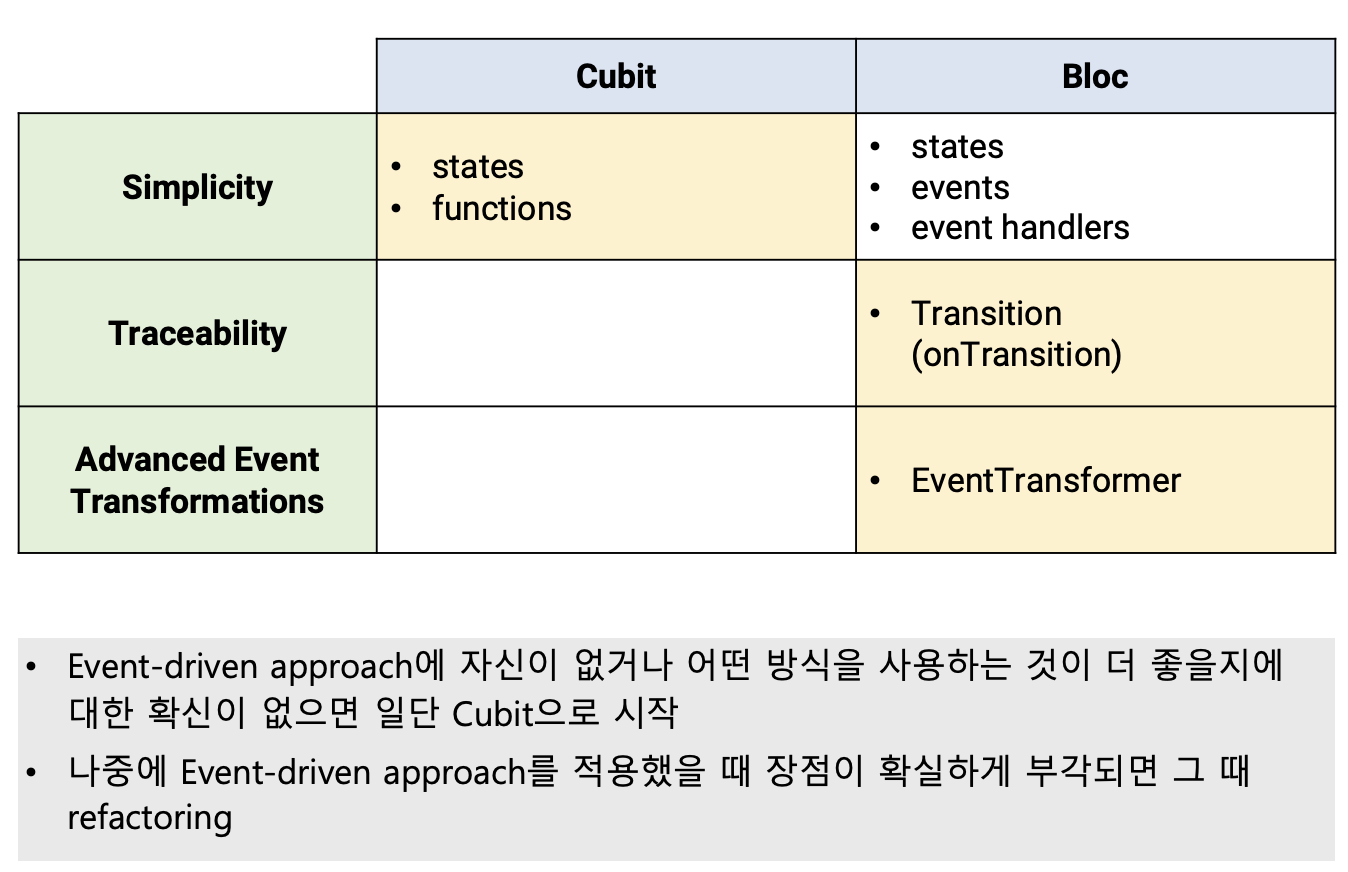 Cubit
Bloc
Simplicity
• states
• functions
• states
• events
• event handlers
Traceability
• Transition
(onTransition)
Advanced Event
Transformations
• EventTransformer
• Event-driven approach에 자신이 없거나 어떤 방식을 사용하는 것이 더 좋을지에
대한 확신이 없으면 일단 Cubit으로 시작
• 나중에 Event-driven approach를 적용했을 때 장점이 확실하게 부각되면 그 때
refactoring